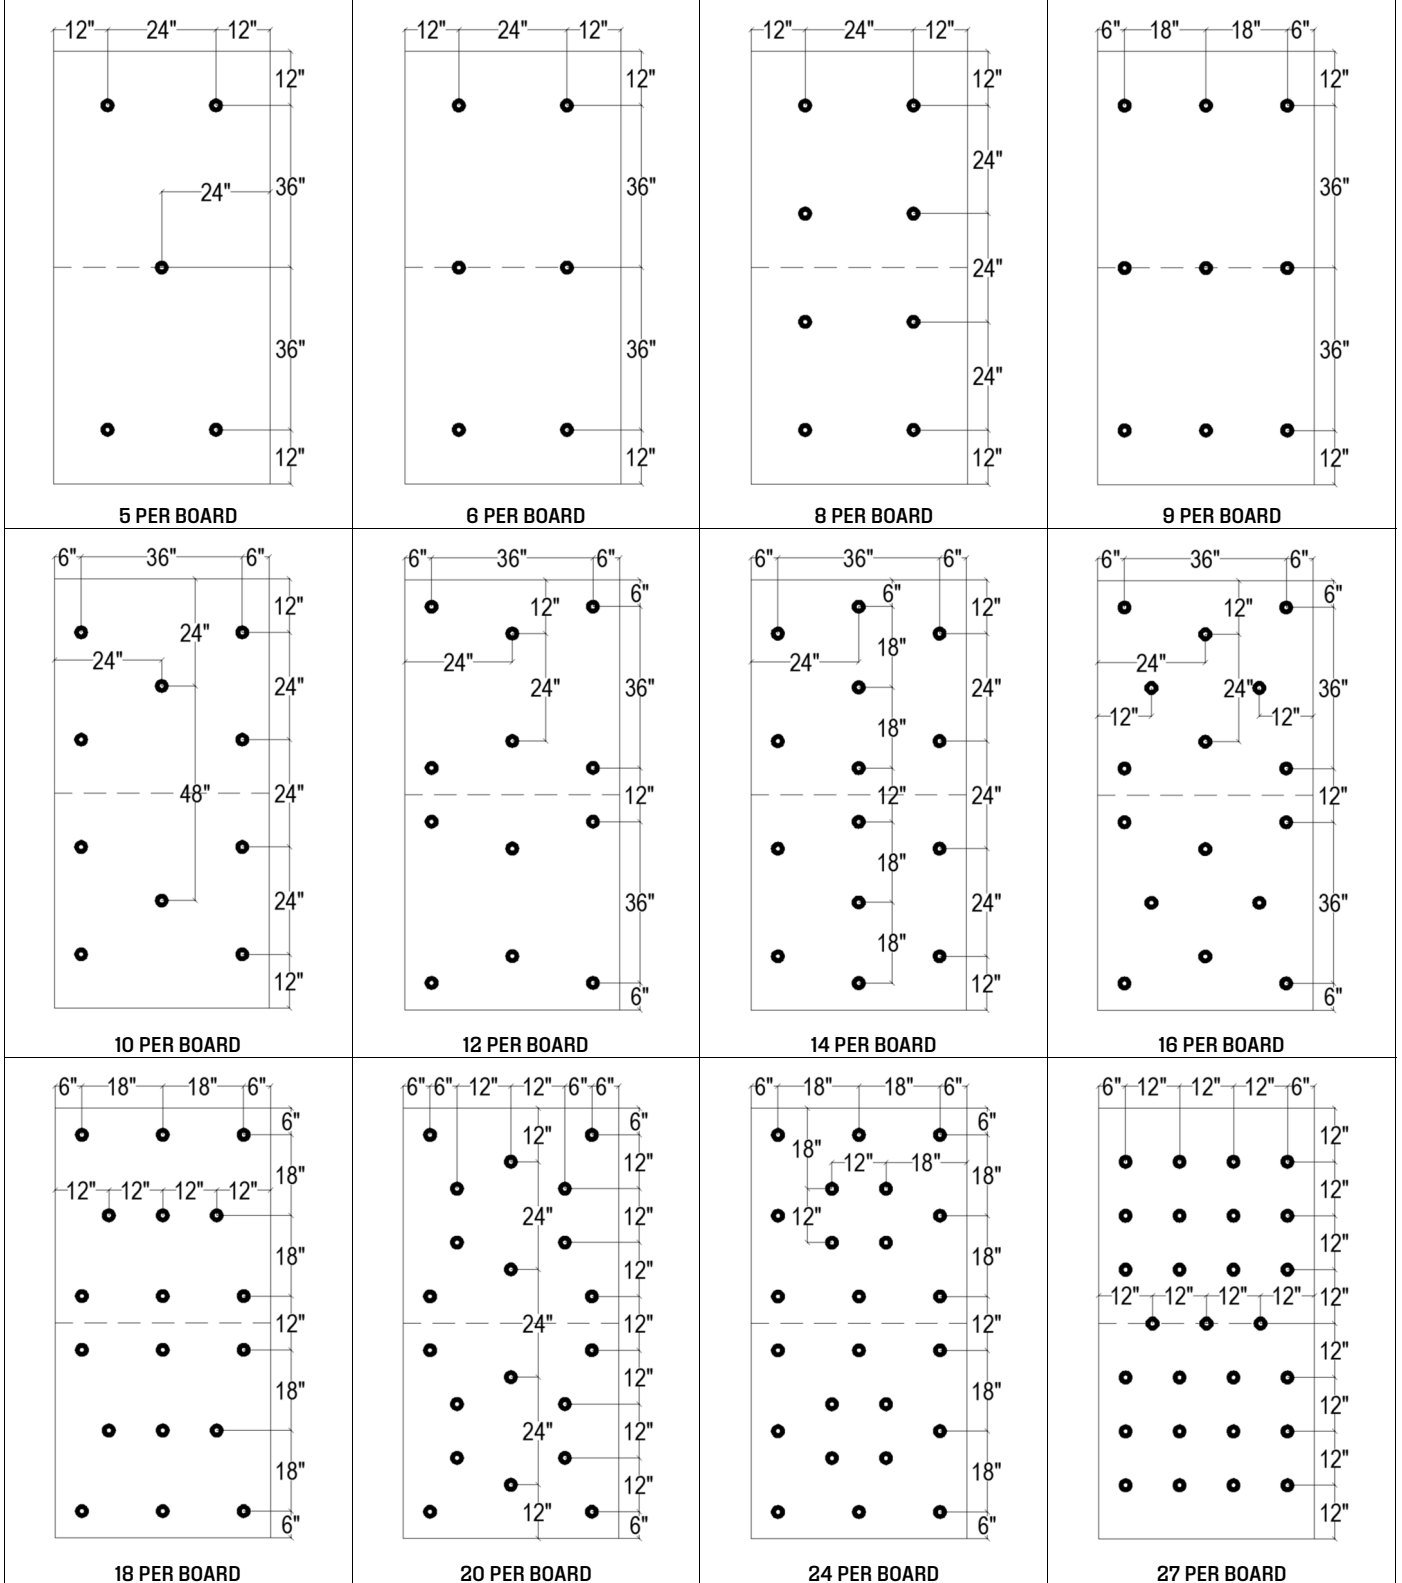 12" 24" 12"
12"
24" 36"
36"
12"
5 PER BOARD
12" 24" 12"
12"
36"
36"
12"
6 PER BOARD
12" 24" 12"
12"
24"
24"
24"
12"
8 PER BOARD
6" 18" 18" 6"
12"
36"
36"
12"
9 PER BOARD
6" 36" 6"
12"
24"
24"
24"
48" 24"
24"
12"
10 PER BOARD
6" 36" 6"
12" 6"
24"
24" 36"
12"
36"
6"
12 PER BOARD
6" 36" 6"
6" 12"
18"
24"
24"
18"
12" 24"
18"
24"
18"
12"
14 PER BOARD
6" 36" 6"
12" 6"
24"
24" 36"
12" 12"
12"
36"
6"
16 PER BOARD
6" 18" 18" 6"
6"
18"
12" 12" 12" 12"
18"
12"
18"
18"
6"
18 PER BOARD
6" 6" 12" 12" 6" 6"
6"
12"
12"
24" 12"
12"
24" 12"
12"
24" 12"
12"
12" 6"
20 PER BOARD
6" 18" 18" 6"
6"
18"
12" 18" 18"
12"
18"
12"
18"
18"
6"
24 PER BOARD
6" 12" 12" 12" 6"
12"
12"
12"
12" 12" 12" 12" 12"
12"
12"
12"
12"
27 PER BOARD